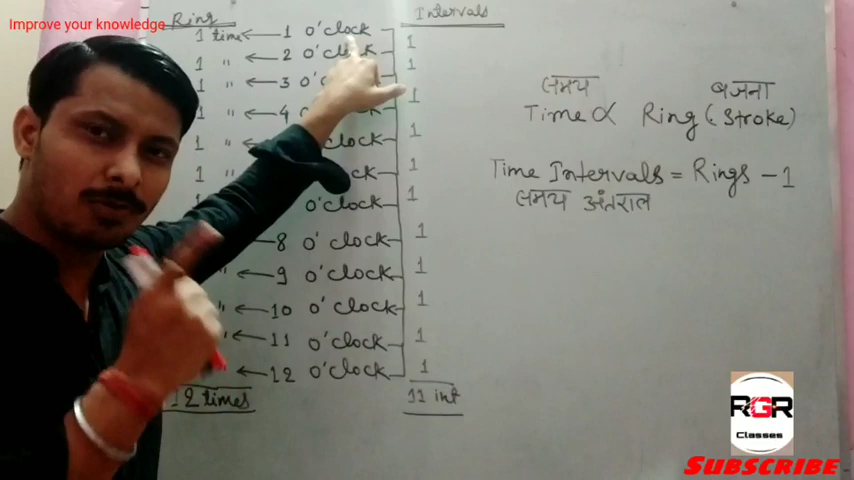 Improve your knowledge
Ring
Intervals
1 time ← 1 O'clock
1
1 " ← 2 O'clock
1
1 " ← 3 O'
1
1 " ← 4
1
1 " clock
1
1 clock
1
O'clock
8 O'clock
1
" ← 9 O'clock
1
" ← 10 O'clock
1
" ← 11 O'clock
1
← 12 O'clock
1
12 times
11 int
समय बजना
Time ∝ Ring (Stroke)
Time Intervals = Rings - 1
समय अंतराल
RGR
Classes
SUBSCRIBE